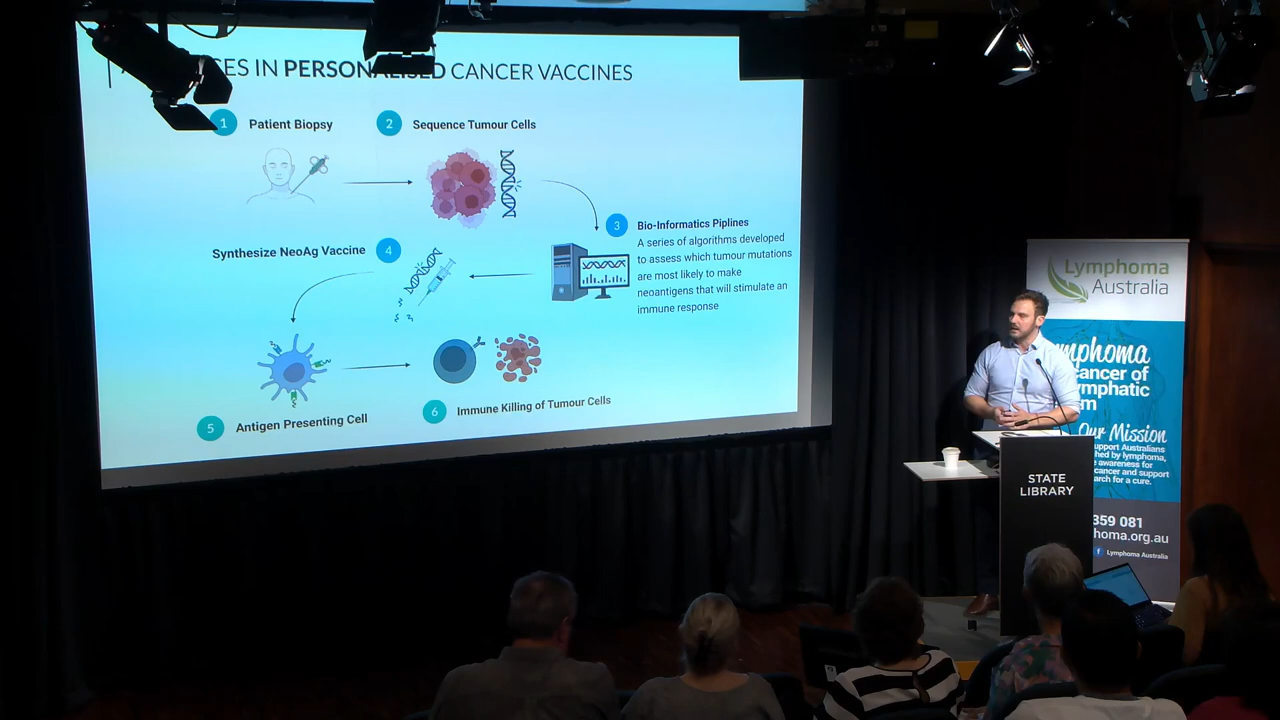 IN PERSONALISED CANCER VACCINES
1 Patient Biopsy
2 Sequence Tumour Cells
3 Bio-Informatics Piplines
A series of algorithms developed
to assess which tumour mutations
are most likely to make
neoantigens that will stimulate an
immune response
Synthesize NeoAg Vaccine 4
5 Antigen Presenting Cell
6 Immune Killing of Tumour Cells
Lymphoma
Australia
mphoma
cancer of
ymphatic
m
Our Mission
upport Australians
hed by lymphoma,
e awareness for
cancer and support
arch for a cure.
359 081
homa.org.au
f Lymphoma Australia
STATE
LIBRARY